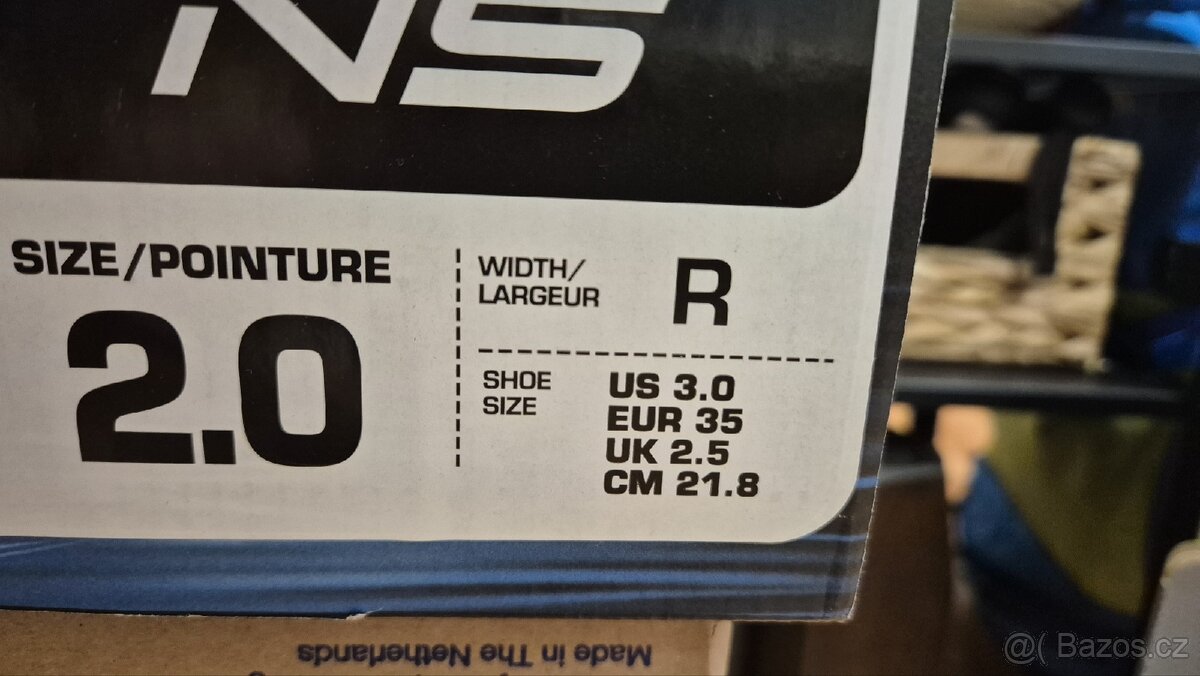 NS
SIZE/POINTURE
2.0
WIDTH/
LARGEUR
R
SHOE
SIZE
US 3.0
EUR 35
UK 2.5
CM 21.8
Made in The Netherlands
@( Bazos.cz